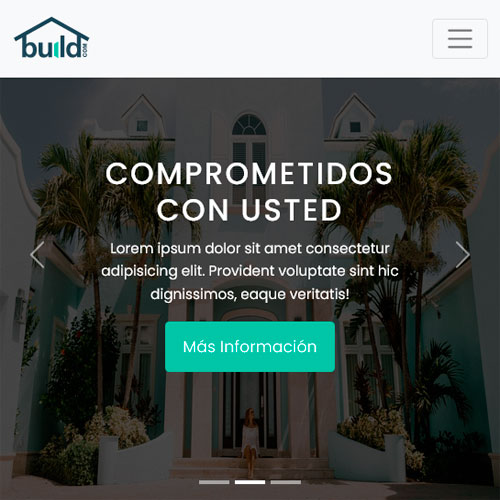 build
COM
COMPROMETIDOS
CON USTED
Lorem ipsum dolor sit amet consectetur
adipisicing elit. Provident voluptate sint hic
dignissimos, eaque veritatis!
Más Información